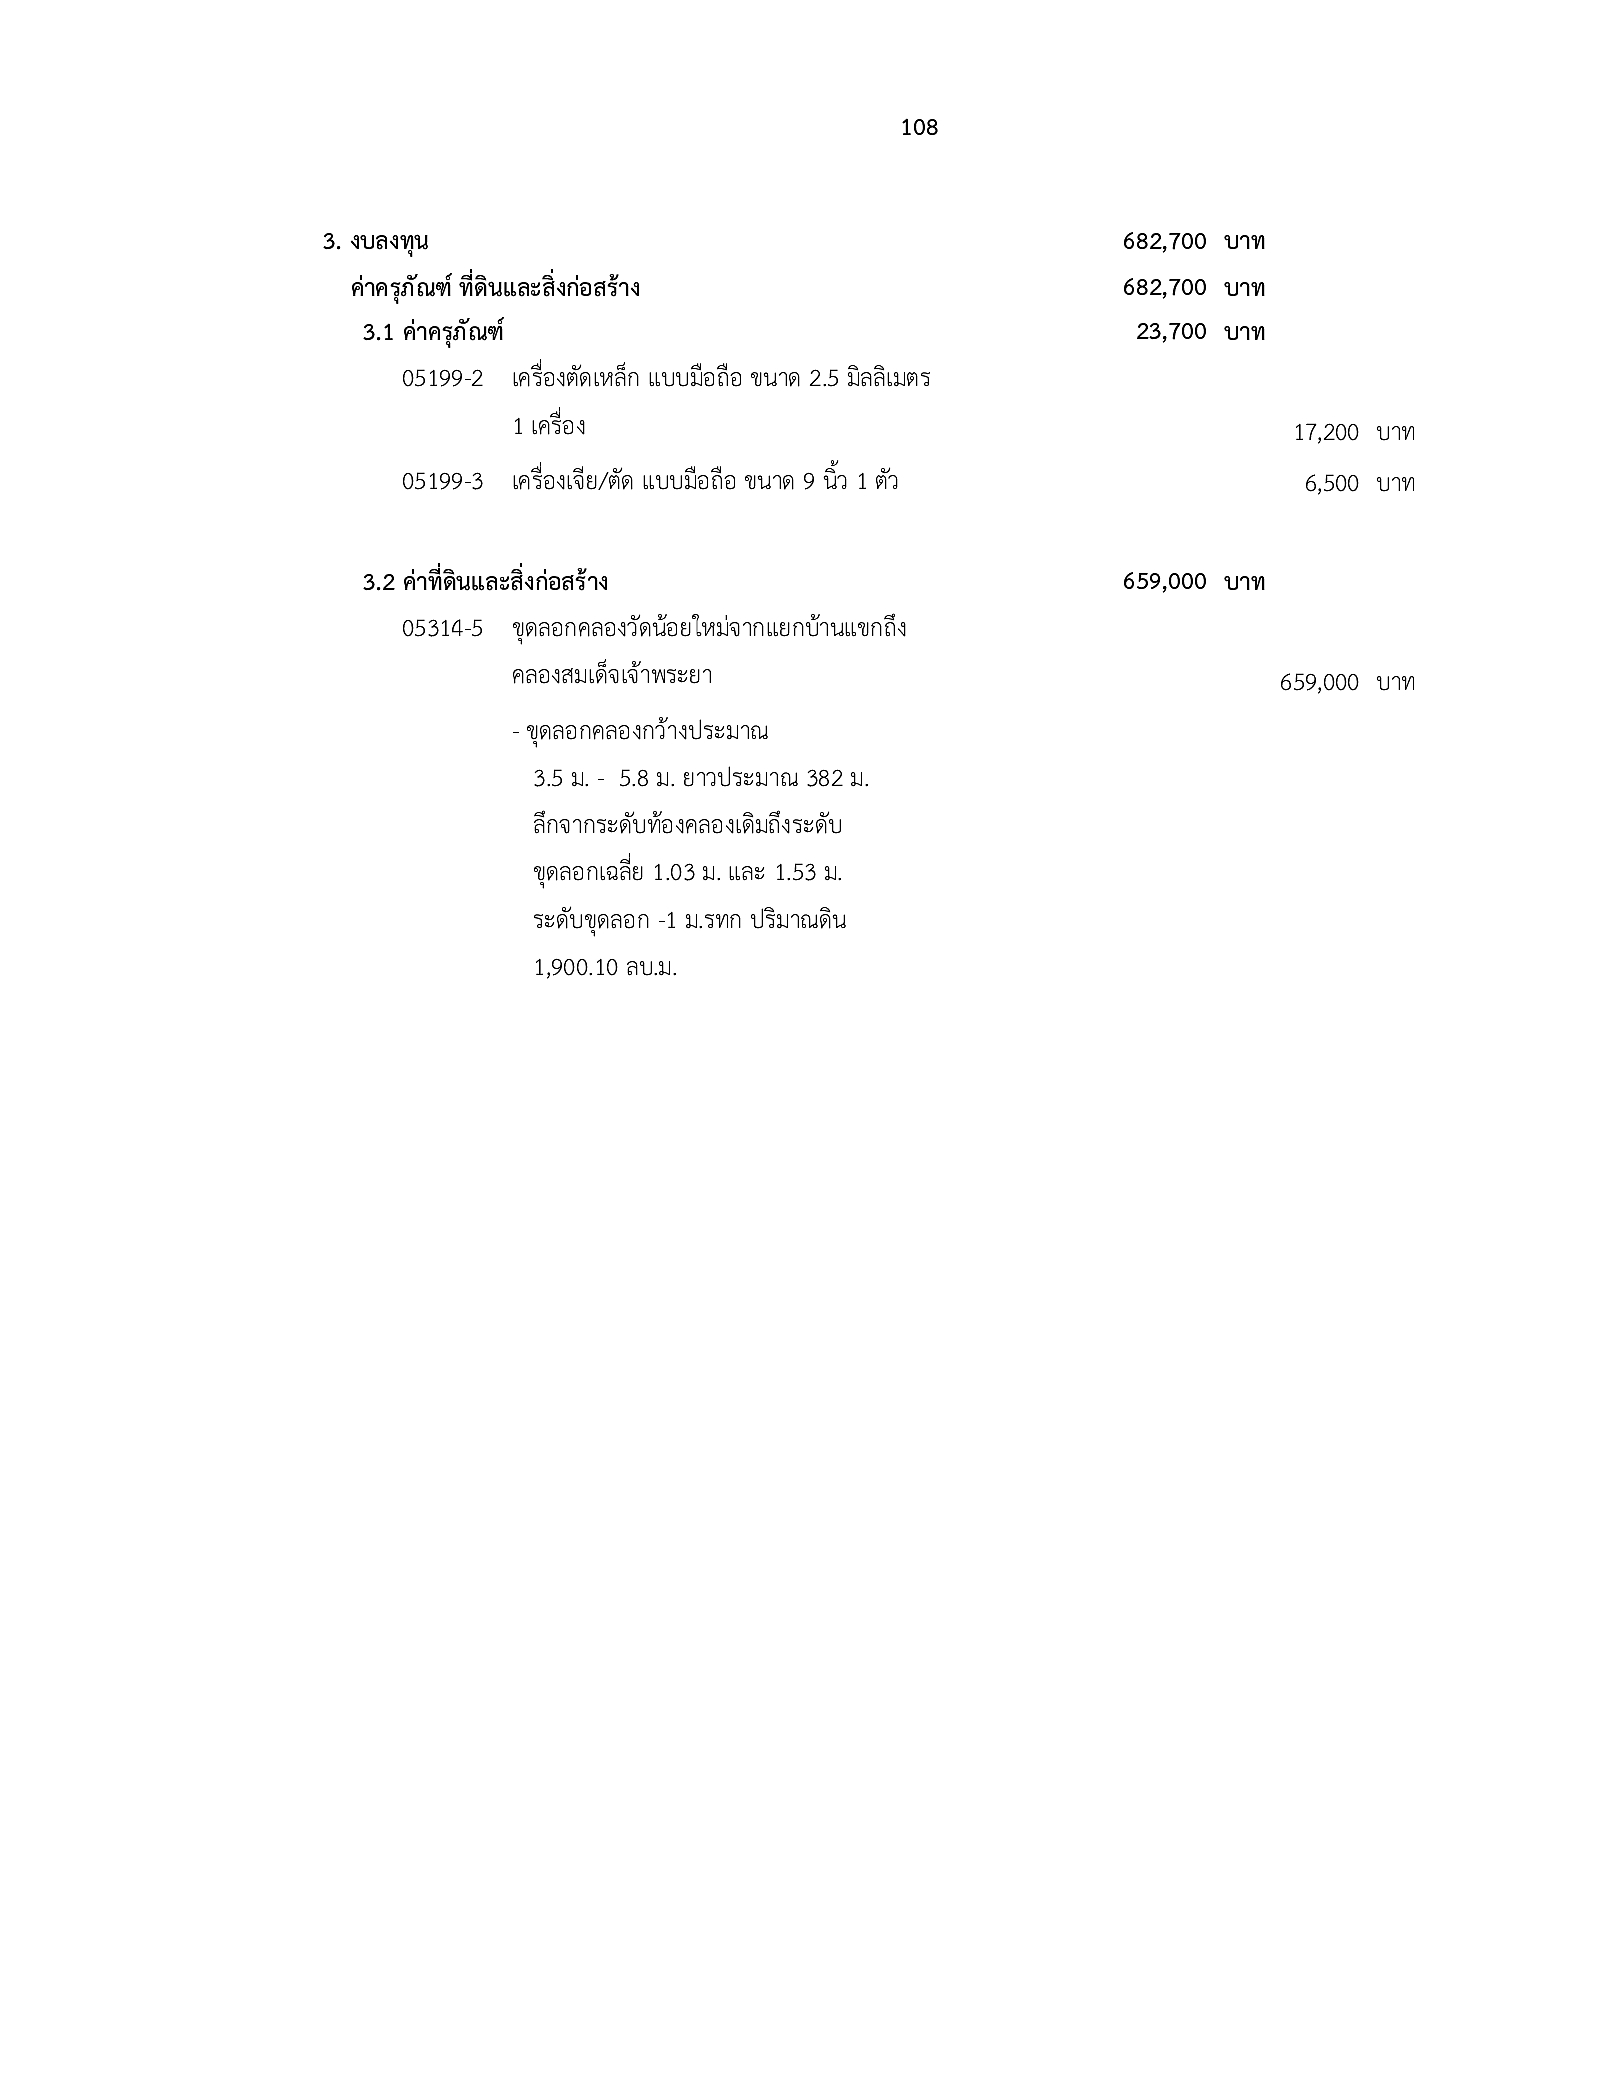 108
3. งบลงทุน 682,700 บาท
ค่าครุภัณฑ์ ที่ดินและสิ่งก่อสร้าง 682,700 บาท
3.1 ค่าครุภัณฑ์ 23,700 บาท
05199-2 เครื่องตัดเหล็ก แบบมือถือ ขนาด 2.5 มิลลิเมตร
1 เครื่อง 17,200 บาท
05199-3 เครื่องเจีย/ตัด แบบมือถือ ขนาด 9 นิ้ว 1 ตัว 6,500 บาท
3.2 ค่าที่ดินและสิ่งก่อสร้าง 659,000 บาท
05314-5 ขุดลอกคลองวัดน้อยใหม่จากแยกบ้านแขกถึง
คลองสมเด็จเจ้าพระยา 659,000 บาท
- ขุดลอกคลองกว้างประมาณ
3.5 ม. - 5.8 ม. ยาวประมาณ 382 ม.
ลึกจากระดับท้องคลองเดิมถึงระดับ
ขุดลอกเฉลี่ย 1.03 ม. และ 1.53 ม.
ระดับขุดลอก -1 ม.รทก ปริมาณดิน
1,900.10 ลบ.ม.